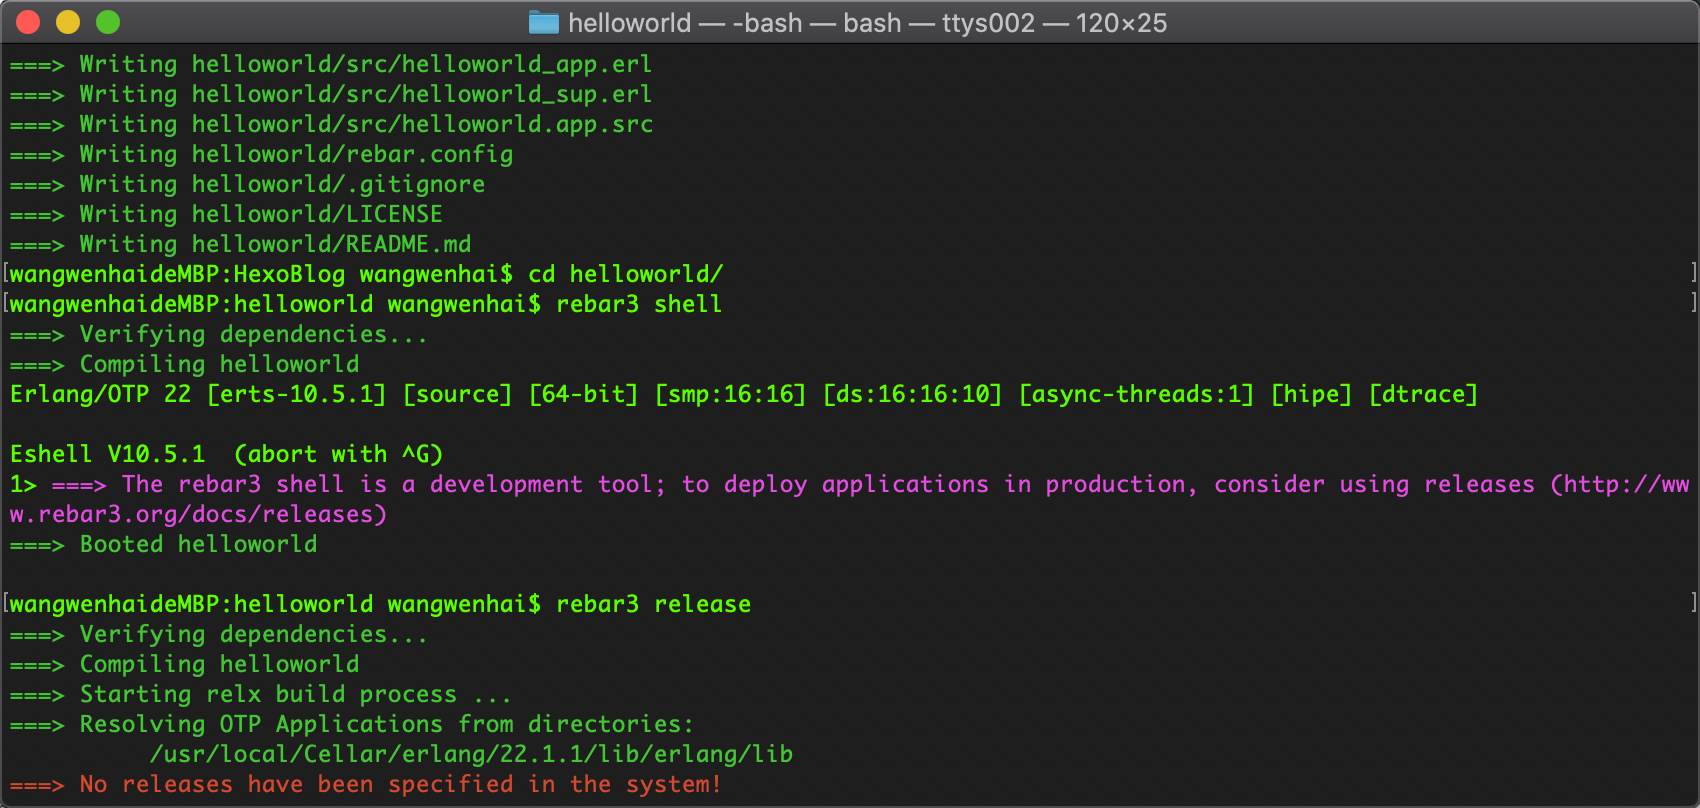 helloworld — -bash — bash — ttys002 — 120×25
===> Writing helloworld/src/helloworld_app.erl
===> Writing helloworld/src/helloworld_sup.erl
===> Writing helloworld/src/helloworld.app.src
===> Writing helloworld/rebar.config
===> Writing helloworld/.gitignore
===> Writing helloworld/LICENSE
===> Writing helloworld/README.md
[wangwenhaideMBP:HexoBlog wangwenhai$ cd helloworld/ ]
[wangwenhaideMBP:helloworld wangwenhai$ rebar3 shell ]
===> Verifying dependencies...
===> Compiling helloworld
Erlang/OTP 22 [erts-10.5.1] [source] [64-bit] [smp:16:16] [ds:16:16:10] [async-threads:1] [hipe] [dtrace]
Eshell V10.5.1  (abort with ^G)
1> ===> The rebar3 shell is a development tool; to deploy applications in production, consider using releases (http://ww
w.rebar3.org/docs/releases)
===> Booted helloworld
[wangwenhaideMBP:helloworld wangwenhai$ rebar3 release ]
===> Verifying dependencies...
===> Compiling helloworld
===> Starting relx build process ...
===> Resolving OTP Applications from directories:
          /usr/local/Cellar/erlang/22.1.1/lib/erlang/lib
===> No releases have been specified in the system!